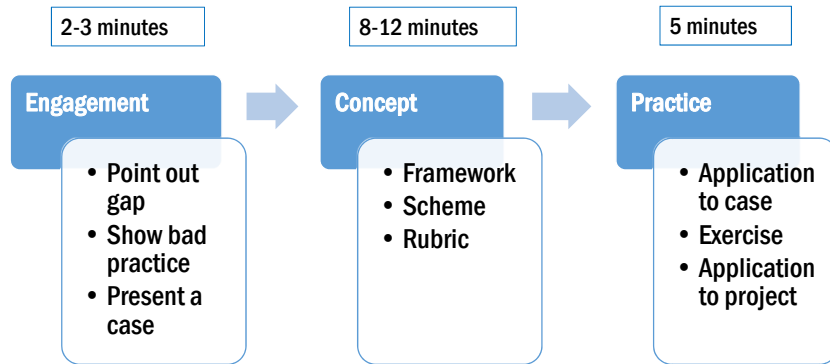 2-3 minutes
8-12 minutes
5 minutes
Engagement
• Point out
gap
• Show bad
practice
• Present a
case
Concept
• Framework
• Scheme
• Rubric
Practice
• Application
to case
• Exercise
• Application
to project